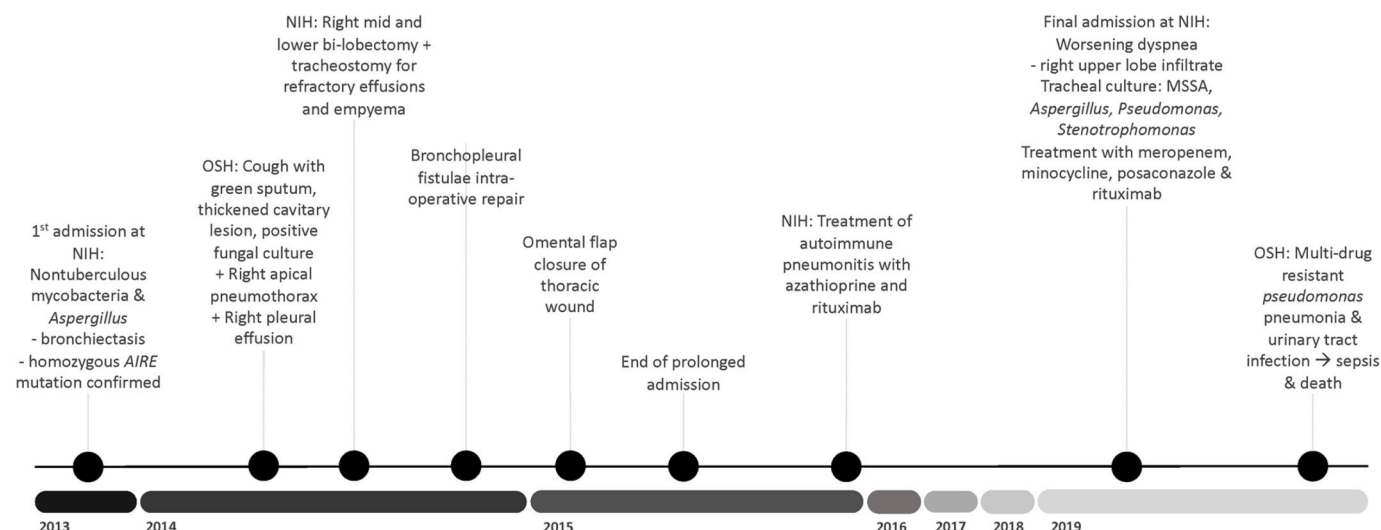 1st admission at
NIH:
Nontuberculous
mycobacteria &
Aspergillus
- bronchiectasis
- homozygous AIRE
mutation confirmed
OSH: Cough with
green sputum,
thickened cavitary
lesion, positive
fungal culture
+ Right apical
pneumothorax
+ Right pleural
effusion
NIH: Right mid and
lower bi-lobectomy +
tracheostomy for
refractory effusions
and empyema
Bronchopleural
fistulae intra-
operative repair
Omental flap
closure of
thoracic
wound
End of prolonged
admission
NIH: Treatment of
autoimmune
pneumonitis with
azathioprine and
rituximab
Final admission at NIH:
Worsening dyspnea
- right upper lobe infiltrate
Tracheal culture: MSSA,
Aspergillus, Pseudomonas,
Stenotrophomonas
Treatment with meropenem,
minocycline, posaconazole &
rituximab
OSH: Multi-drug
resistant
pseudomonas
pneumonia &
urinary tract
infection → sepsis
& death
2013
2014
2015
2016
2017
2018
2019